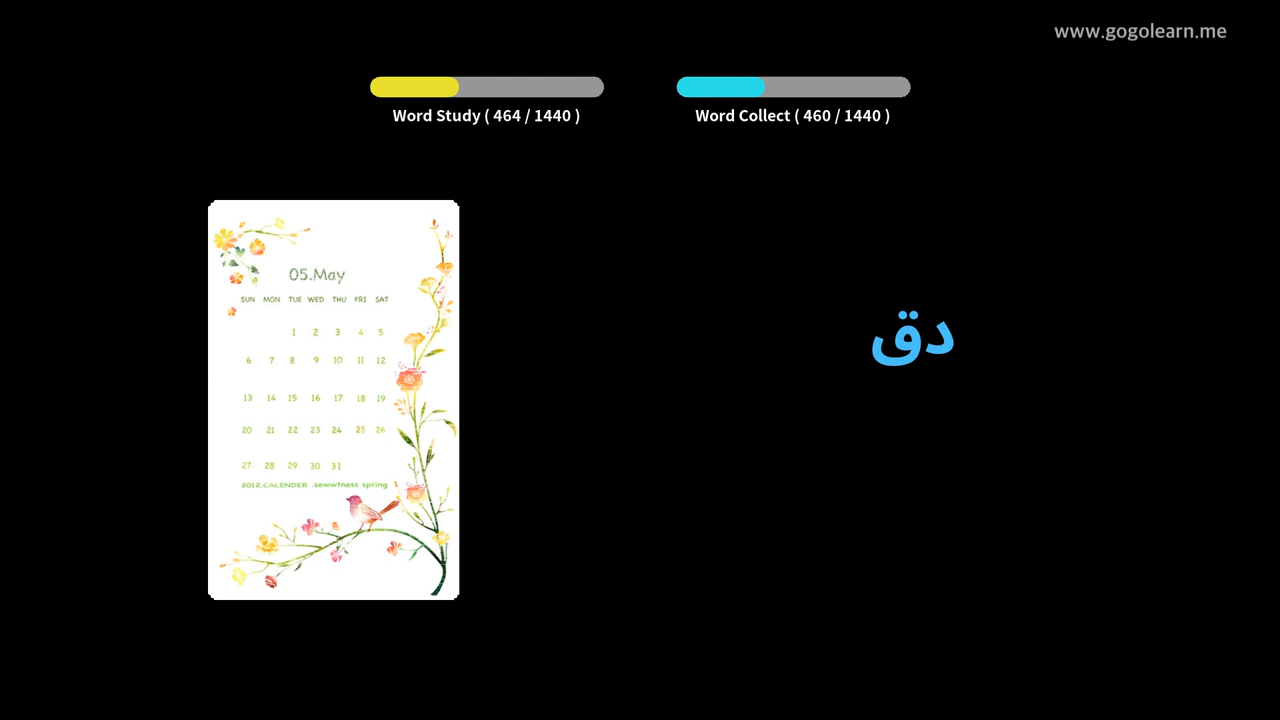 www.gogolearn.me
Word Study ( 464 / 1440 )
Word Collect ( 460 / 1440 )
05.May
SUN MON TUE WED THU FRI SAT
1 2 3 4 5
6 7 8 9 10 11 12
13 14 15 16 17 18 19
20 21 22 23 24 25 26
27 28 29 30 31
2012.CALENDER .sewwtness spring
دق